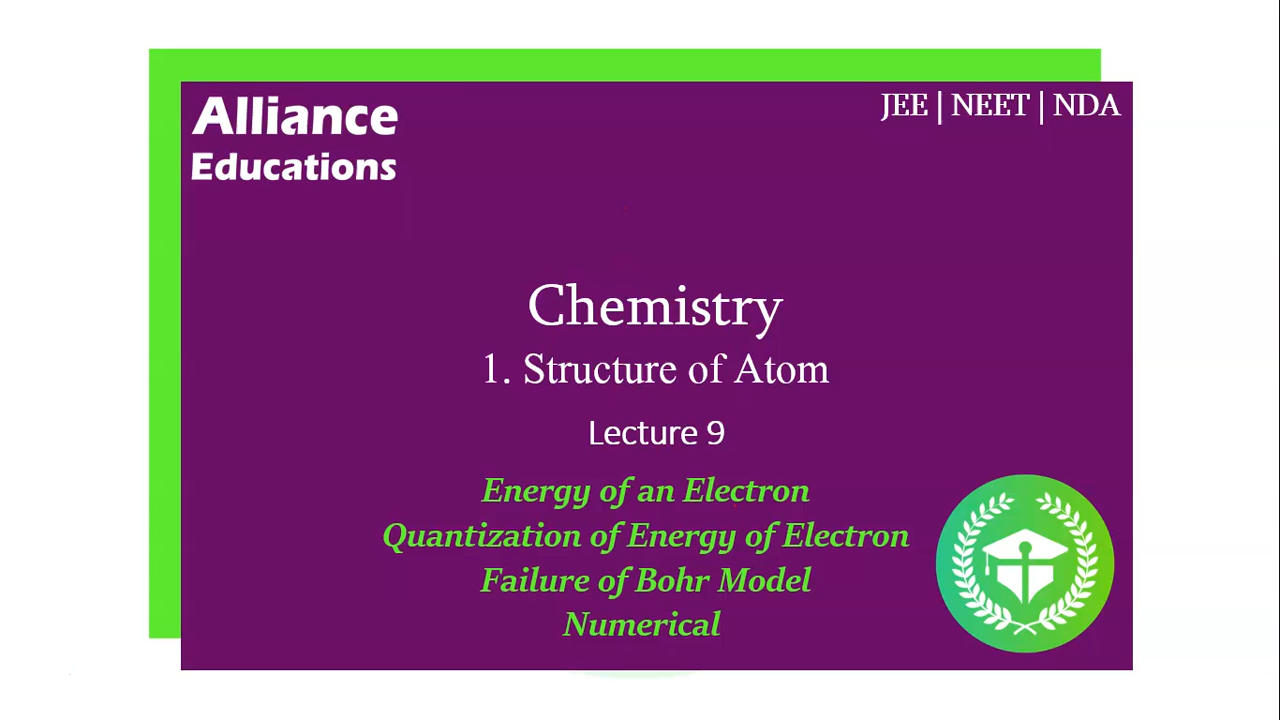 Alliance
Educations
JEE | NEET | NDA
Chemistry
1. Structure of Atom
Lecture 9
Energy of an Electron
Quantization of Energy of Electron
Failure of Bohr Model
Numerical